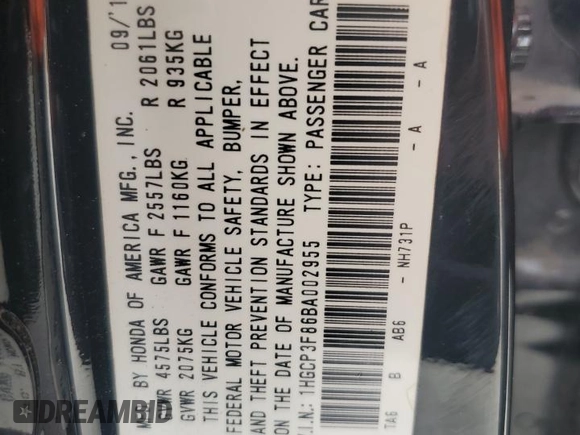 BY HONDA OF AMERICA MFG., INC. 09/'1
4575LBS GAWR F 2557LBS R 2061LBS
GVWR 2075KG GAWR F 1160KG R 935KG
THIS VEHICLE CONFORMS TO ALL APPLICABLE
FEDERAL MOTOR VEHICLE SAFETY, BUMPER,
AND THEFT PREVENTION STANDARDS IN EFFECT
ON THE DATE OF MANUFACTURE SHOWN ABOVE.
.I.N.: 1HGCP3F86BA002955 TYPE: PASSENGER CAR
TA6 B AB6 - NH731P - A - A
DREAMBID